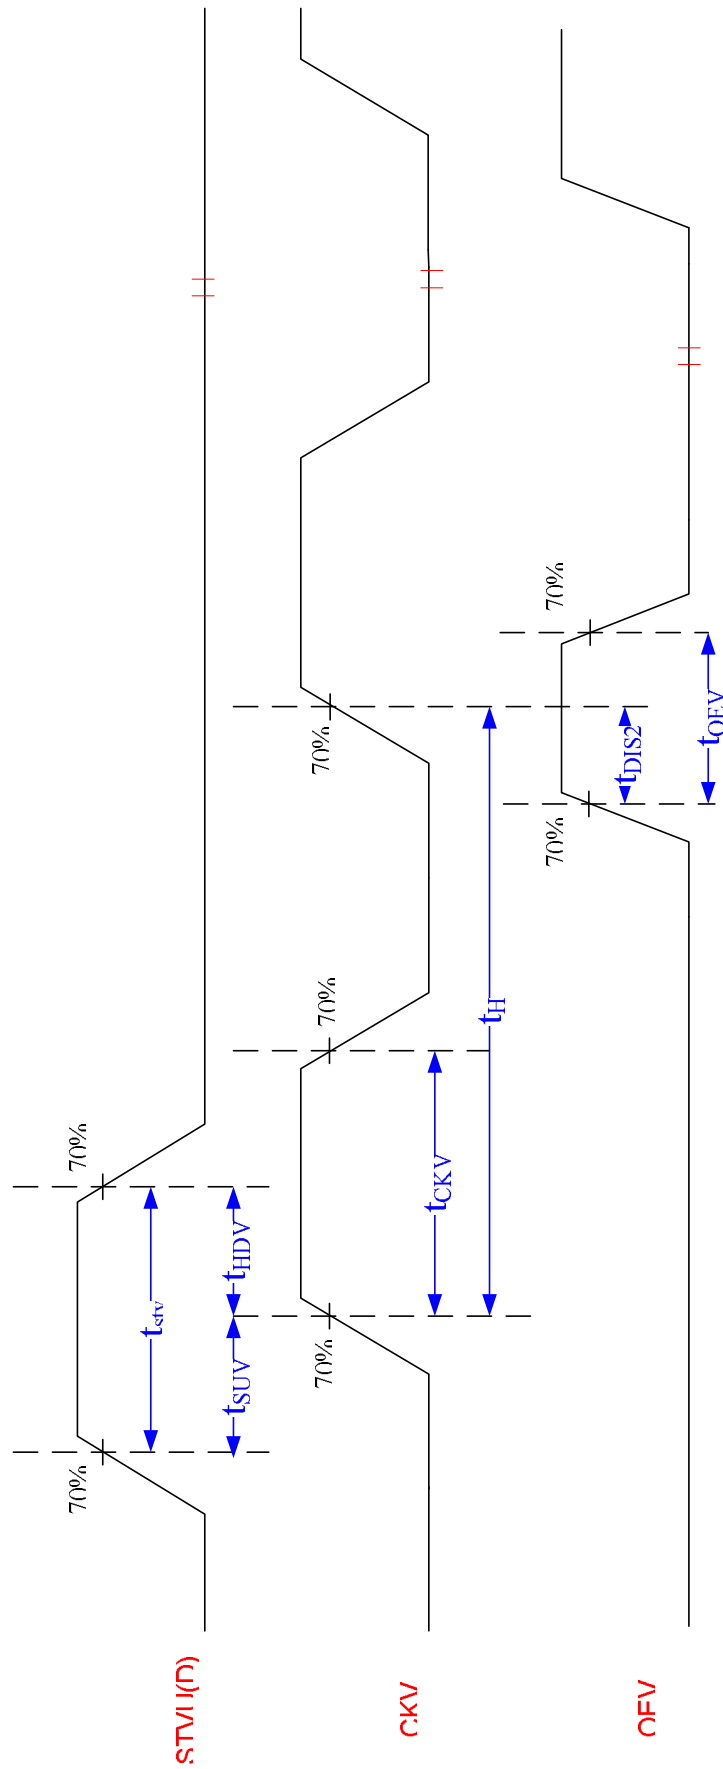 STVU(D)
70%
70%
tstv
tSUV
tHDV
CKV
70%
70%
70%
tCKV
tH
OEV
70%
70%
tDIS2
tOEV